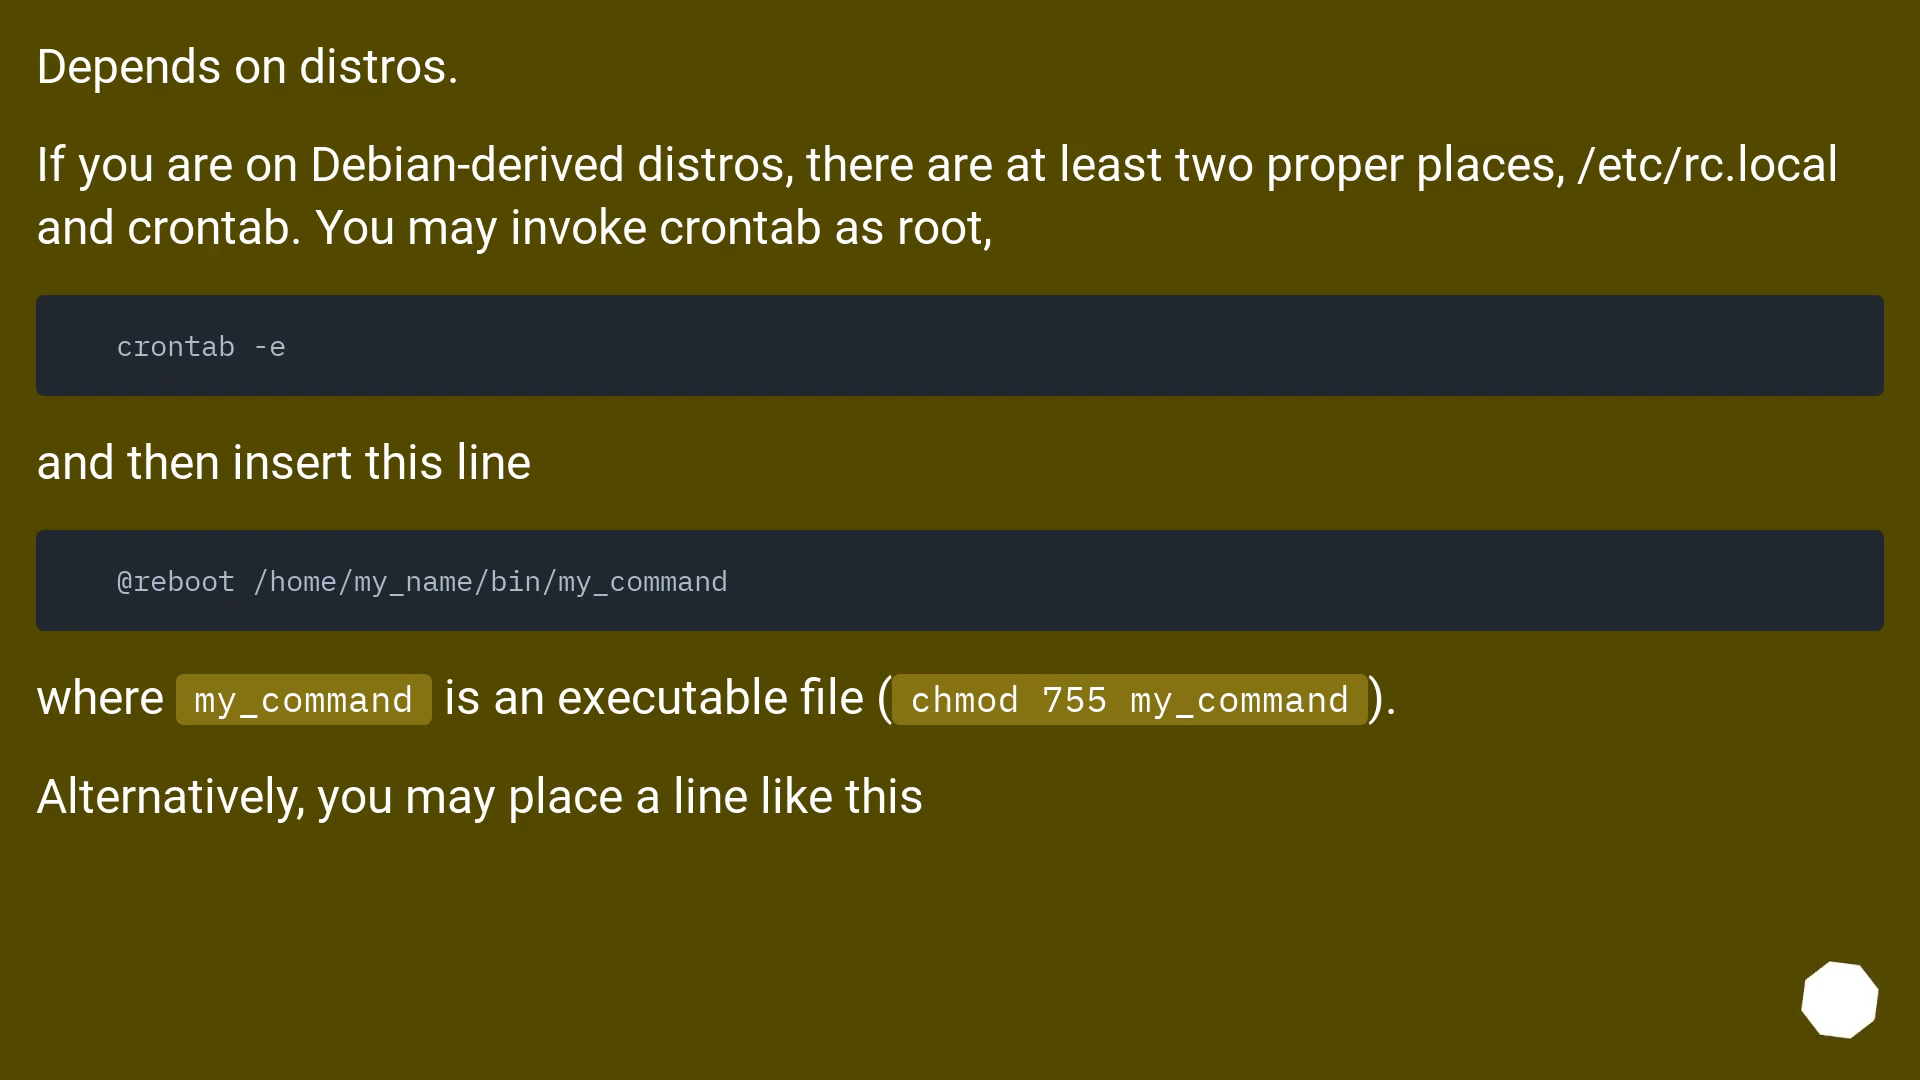 Depends on distros.
If you are on Debian-derived distros, there are at least two proper places, /etc/rc.local
and crontab. You may invoke crontab as root,
crontab -e
and then insert this line
@reboot /home/my_name/bin/my_command
where my_command is an executable file (chmod 755 my_command).
Alternatively, you may place a line like this